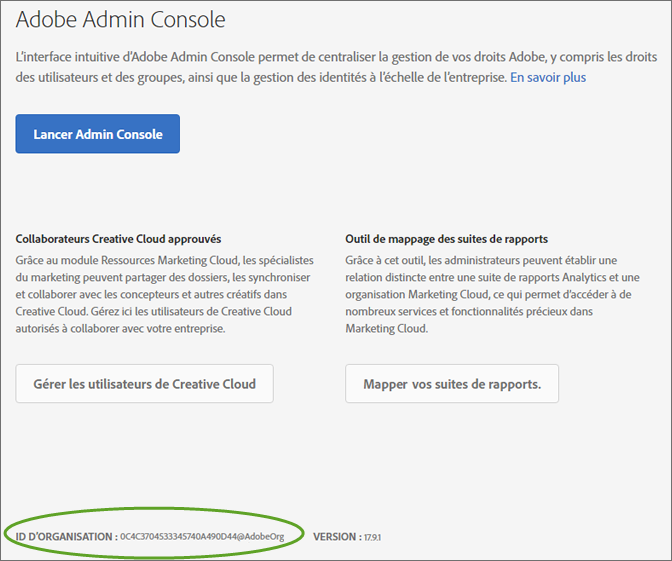 Adobe Admin Console
L'interface intuitive d'Adobe Admin Console permet de centraliser la gestion de vos droits Adobe, y compris les droits
des utilisateurs et des groupes, ainsi que la gestion des identités à l'échelle de l'entreprise. En savoir plus
Lancer Admin Console
Collaborateurs Creative Cloud approuvés
Grâce au module Ressources Marketing Cloud, les spécialistes
du marketing peuvent partager des dossiers, les synchroniser
et collaborer avec les concepteurs et autres créatifs dans
Creative Cloud. Gérez ici les utilisateurs de Creative Cloud
autorisés à collaborer avec votre entreprise.
Gérer les utilisateurs de Creative Cloud
Outil de mappage des suites de rapports
Grâce à cet outil, les administrateurs peuvent établir une
relation distincte entre une suite de rapports Analytics et une
organisation Marketing Cloud, ce qui permet d'accéder à de
nombreux services et fonctionnalités précieux dans
Marketing Cloud.
Mapper vos suites de rapports.
ID D'ORGANISATION : 0C4C3704533345740A490D44@AdobeOrg VERSION : 17.9.1